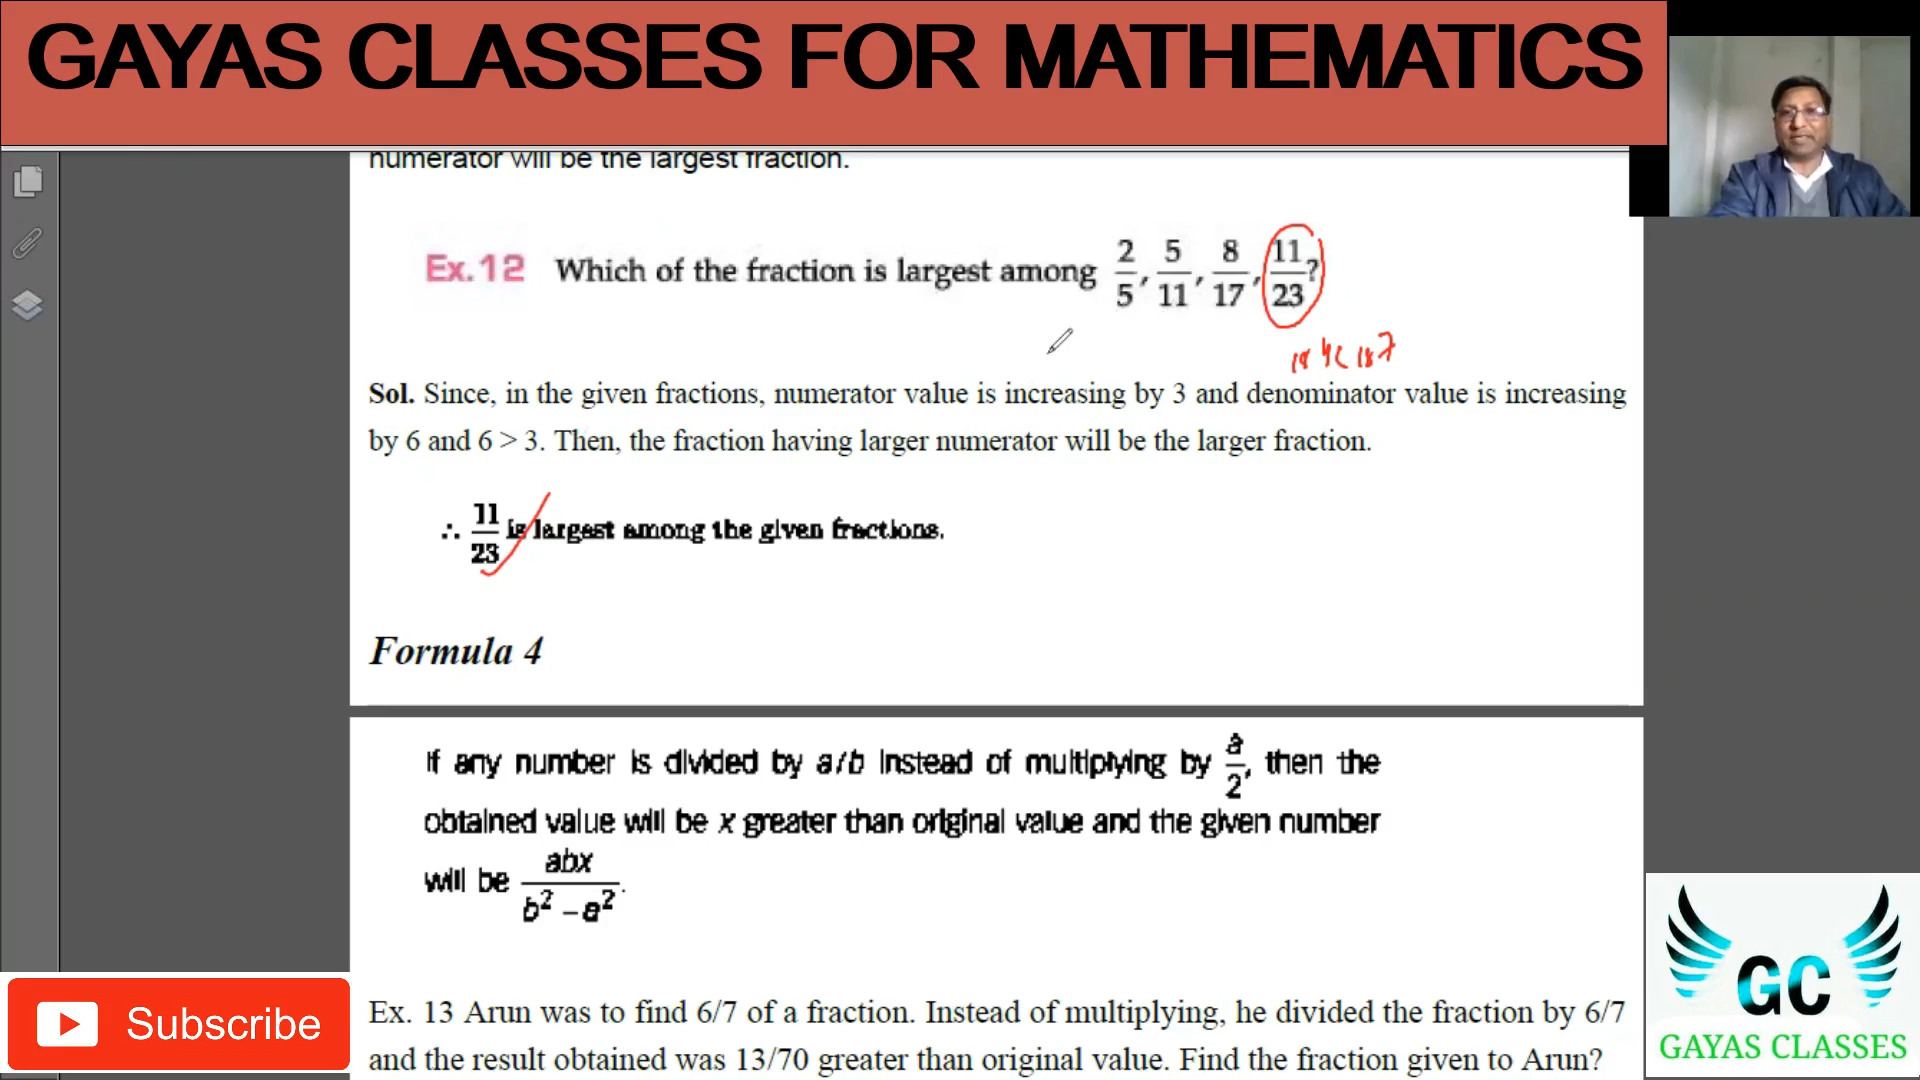 GAYAS CLASSES FOR MATHEMATICS
numerator will be the largest fraction.
Ex.12 Which of the fraction is largest among 2/5, 5/11, 8/17, 11/23?
Sol. Since, in the given fractions, numerator value is increasing by 3 and denominator value is increasing
by 6 and 6 > 3. Then, the fraction having larger numerator will be the larger fraction.
∴ 11/23 is largest among the given fractions.
Formula 4
If any number is divided by a/b instead of multiplying by a/2, then the
obtained value will be x greater than original value and the given number
will be abx/b² – a².
Ex. 13 Arun was to find 6/7 of a fraction. Instead of multiplying, he divided the fraction by 6/7
and the result obtained was 13/70 greater than original value. Find the fraction given to Arun?
Subscribe
GC
GAYAS CLASSES